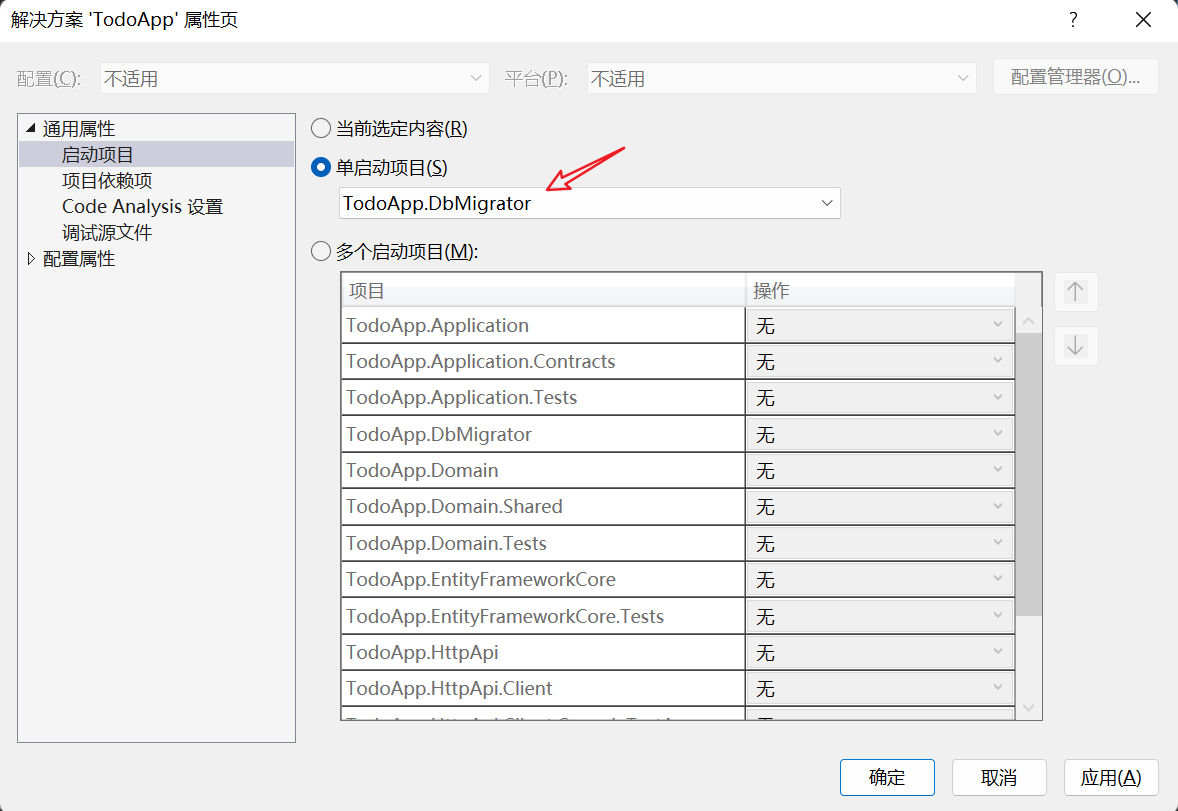 解决方案 'TodoApp' 属性页
?
配置(C):
不适用
平台(P):
不适用
配置管理器(O)...
通用属性
启动项目
项目依赖项
Code Analysis 设置
调试源文件
配置属性
当前选定内容(R)
单启动项目(S)
TodoApp.DbMigrator
多个启动项目(M):
项目 操作
TodoApp.Application 无
TodoApp.Application.Contracts 无
TodoApp.Application.Tests 无
TodoApp.DbMigrator 无
TodoApp.Domain 无
TodoApp.Domain.Shared 无
TodoApp.Domain.Tests 无
TodoApp.EntityFrameworkCore 无
TodoApp.EntityFrameworkCore.Tests 无
TodoApp.HttpApi 无
TodoApp.HttpApi.Client 无
确定
取消
应用(A)